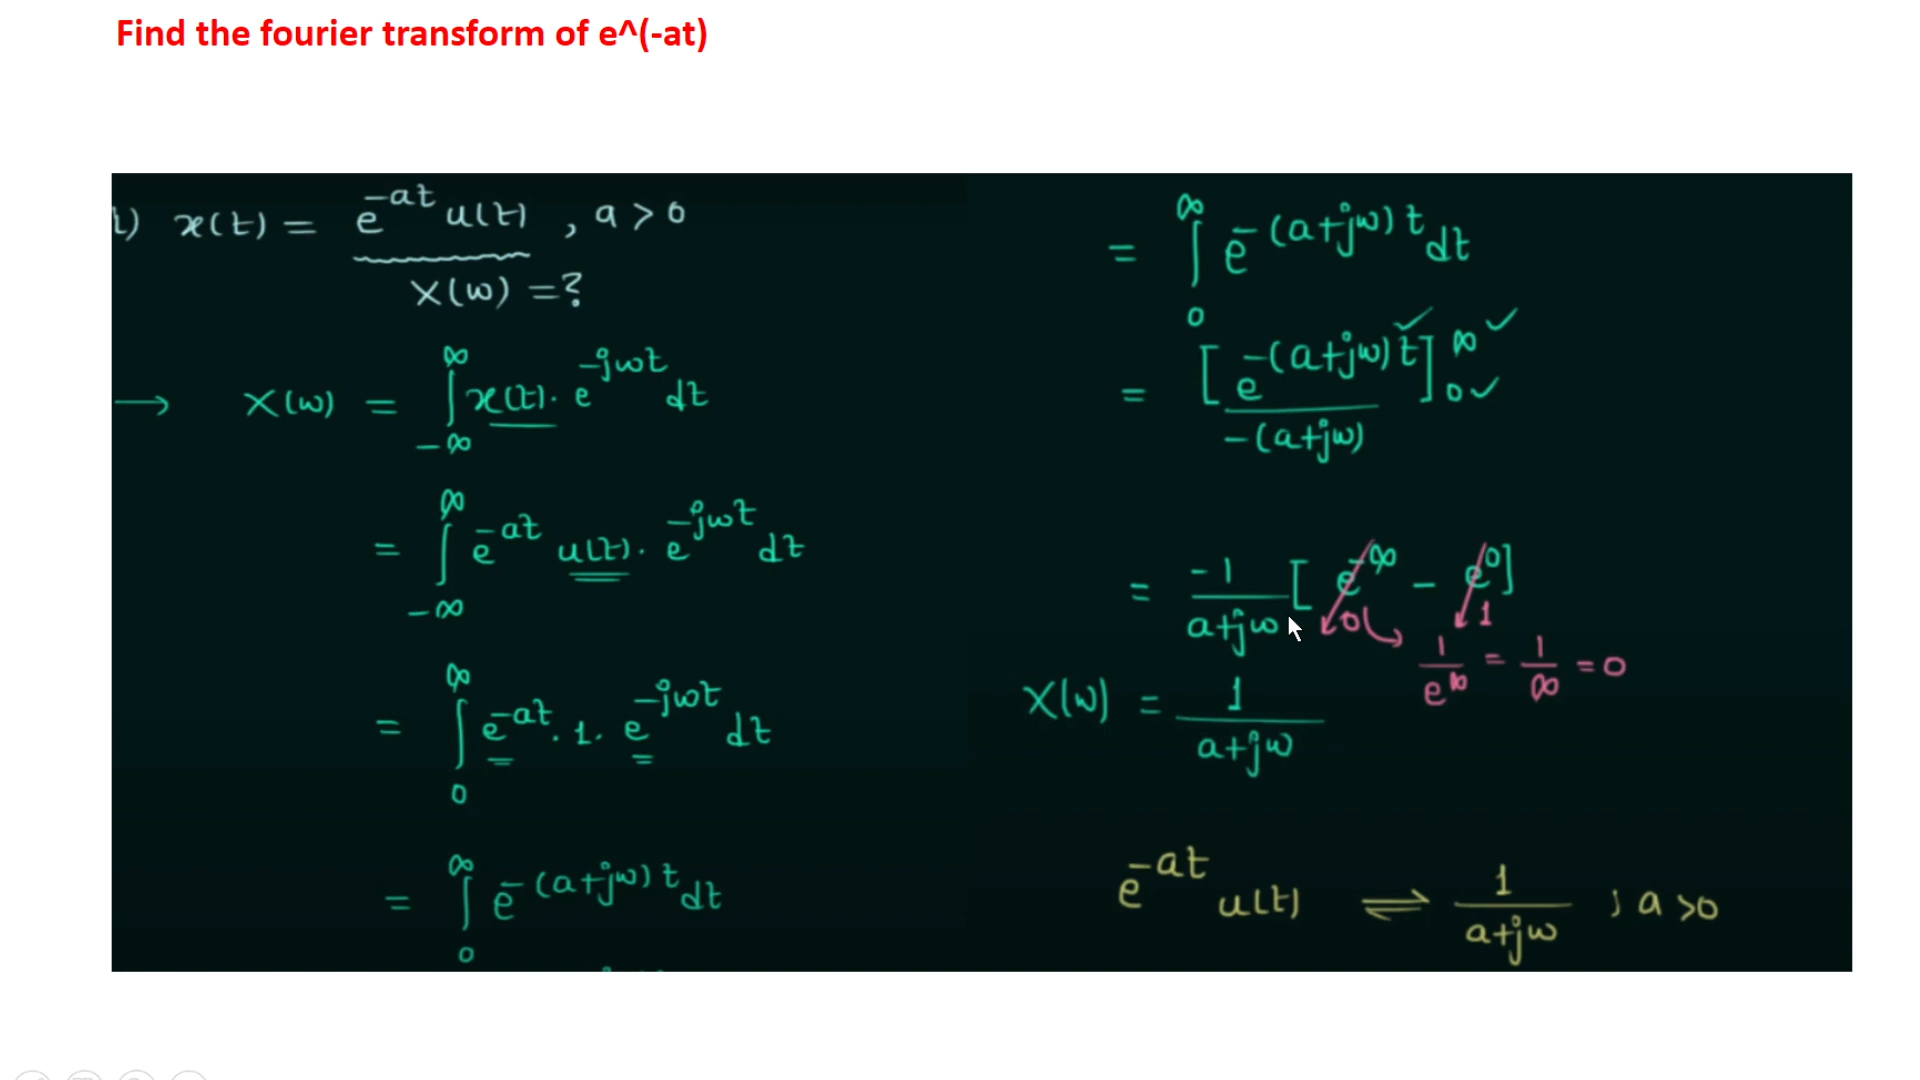 Find the fourier transform of e^(-at)
1) x(t) = e^{-at} u(t) , a > 0
X(ω) = ?
→ X(ω) = ∫_{-∞}^{∞} x(t) · e^{-jωt} dt
= ∫_{-∞}^{∞} e^{-at} u(t) · e^{-jωt} dt
= ∫_{0}^{∞} e^{-at} · 1 · e^{-jωt} dt
= ∫_{0}^{∞} e^{-(a+jω)t} dt
= ∫_{0}^{∞} e^{-(a+jω)t} dt
= [ e^{-(a+jω)t} / -(a+jω) ]_{0}^{∞}
= -1/(a+jω) [ e^{-∞} - e^{0} ]
0 1
1/e^{∞} = 1/∞ = 0
X(ω) = 1/(a+jω)
e^{-at} u(t) ⇌ 1/(a+jω) ; a > 0